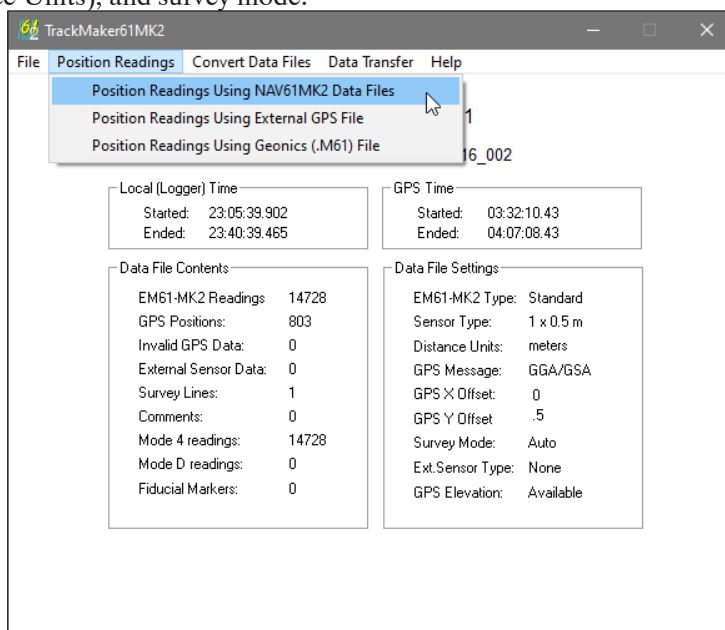 ce Units), and survey mode.
TrackMaker61MK2
File Position Readings Convert Data Files Data Transfer Help
Position Readings Using NAV61MK2 Data Files
Position Readings Using External GPS File
1
Position Readings Using Geonics (.M61) File
16_002
Local (Logger) Time
Started: 23:05:39.902
Ended: 23:40:39.465
GPS Time
Started: 03:32:10.43
Ended: 04:07:08.43
Data File Contents
EM61-MK2 Readings 14728
GPS Positions: 803
Invalid GPS Data: 0
External Sensor Data: 0
Survey Lines: 1
Comments: 0
Mode 4 readings: 14728
Mode D readings: 0
Fiducial Markers: 0
Data File Settings
EM61-MK2 Type: Standard
Sensor Type: 1 x 0.5 m
Distance Units: meters
GPS Message: GGA/GSA
GPS X Offset: 0
GPS Y Offset .5
Survey Mode: Auto
Ext.Sensor Type: None
GPS Elevation: Available